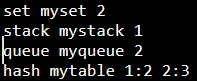 set myset 2
stack mystack 1
queue myqueue 2
hash mytable 1:2 2:3